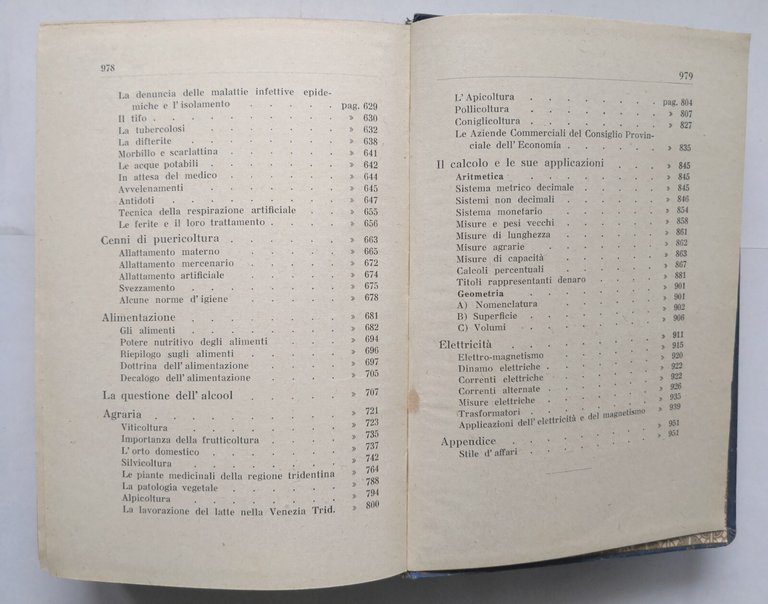 978
La denuncia delle malattie infettive epide-
miche e l'isolamento . . . . pag. 629
Il tifo . . . . . . . . » 630
La tubercolosi . . . . . . » 632
La difterite . . . . . . » 638
Morbillo e scarlattina . . . . . » 641
Le acque potabili . . . . . » 642
In attesa del medico . . . . . » 644
Avvelenamenti . . . . . . » 645
Antidoti . . . . . . . » 647
Tecnica della respirazione artificiale . . » 655
Le ferite e il loro trattamento . . . . » 656
Cenni di puericoltura . . . . . . » 663
Allattamento materno . . . . . » 665
Allattamento mercenario . . . . » 672
Allattamento artificiale . . . . . » 674
Svezzamento . . . . . . » 675
Alcune norme d'igiene . . . . . » 678
Alimentazione . . . . . . . » 681
Gli alimenti . . . . . . » 682
Potere nutritivo degli alimenti . . . » 694
Riepilogo sugli alimenti . . . . » 696
Dottrina dell'alimentazione . . . . » 697
Decalogo dell'alimentazione . . . . » 705
La questione dell'alcool . . . . . » 707
Agraria . . . . . . . . » 721
Viticoltura . . . . . . » 723
Importanza della frutticoltura . . . » 735
L'orto domestico . . . . . » 737
Silvicoltura . . . . . . » 742
Le piante medicinali della regione tridentina » 764
La patologia vegetale . . . . . » 788
Alpicoltura . . . . . . » 794
La lavorazione del latte nella Venezia Trid. » 800
979
L'Apicoltura . . . . . . pag. 804
Pollicoltura . . . . . . » 807
Coniglicoltura . . . . . . » 827
Le Aziende Commerciali del Consiglio Provin-
ciale dell'Economia . . . . . » 835
Il calcolo e le sue applicazioni . . . . » 845
Aritmetica . . . . . . » 845
Sistema metrico decimale . . . . » 845
Sistemi non decimali . . . . . » 846
Sistema monetario . . . . . » 854
Misure e pesi vecchi . . . . . » 858
Misure di lunghezza . . . . . » 861
Misure agrarie . . . . . . » 862
Misure di capacità . . . . . » 863
Calcoli percentuali . . . . . » 867
Titoli rappresentanti denaro . . . . » 881
Geometria . . . . . . » 901
A) Nomenclatura . . . . . » 901
B) Superficie . . . . . . » 902
C) Volumi . . . . . . » 906
Elettricità . . . . . . . » 911
Elettro-magnetismo . . . . . » 915
Dinamo elettriche . . . . . » 920
Correnti elettriche . . . . . » 922
Correnti alternate . . . . . » 922
Misure elettriche . . . . . » 926
Trasformatori . . . . . . » 935
Applicazioni dell'elettricità e del magnetismo » 939
Appendice . . . . . . . » 951
Stile d'affari . . . . . . » 951